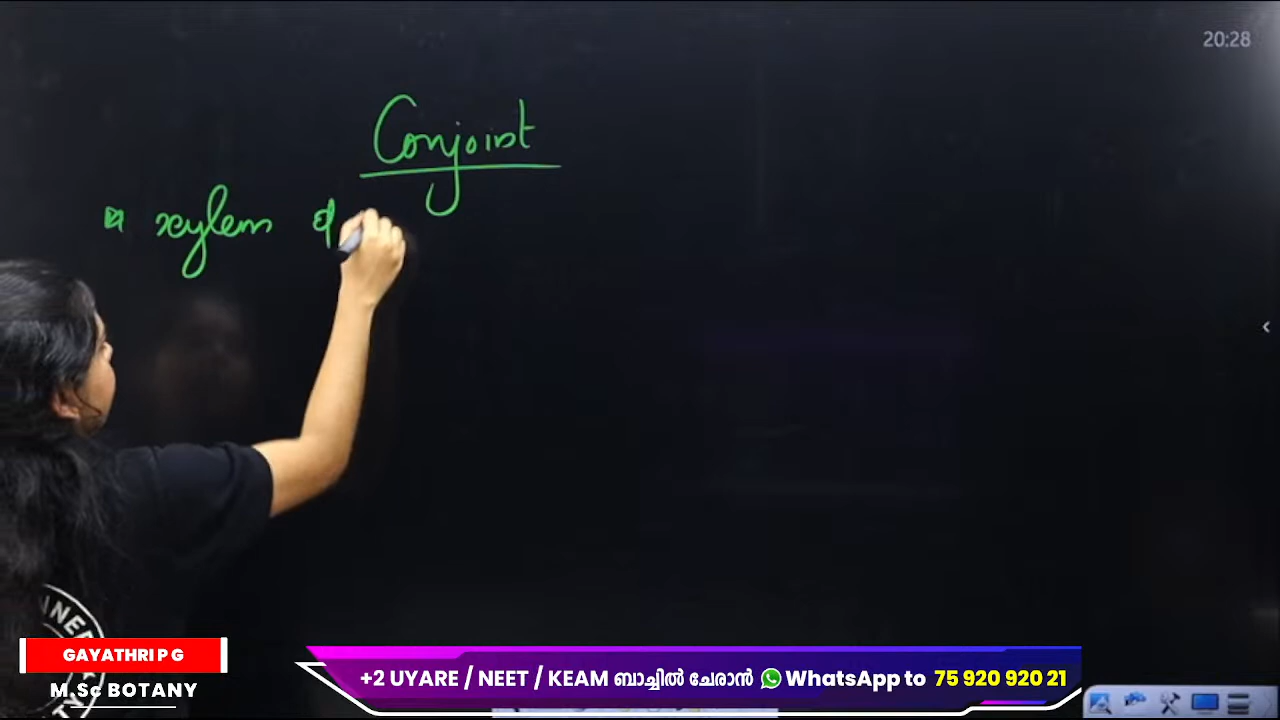 20:28
Conjoint
xylem
GAYATHRI P G
M.Sc BOTANY
+2 UYARE / NEET / KEAM ബാച്ചിൽ ചേരാൻ WhatsApp to 75 920 920 21